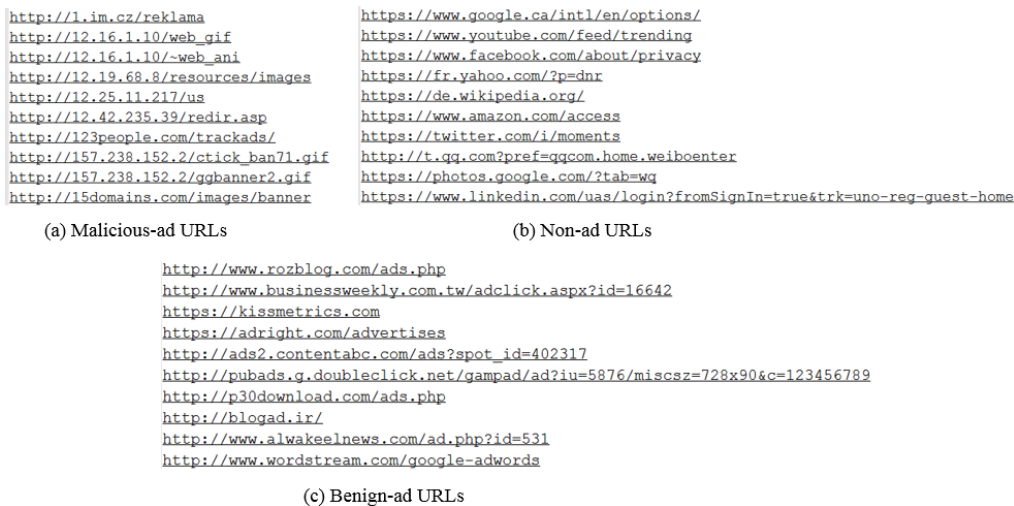 http://1.im.cz/reklama
http://12.16.1.10/web_gif
http://12.16.1.10/~web_ani
http://12.19.68.8/resources/images
http://12.25.11.217/us
http://12.42.235.39/redir.asp
http://123people.com/trackads/
http://157.238.152.2/ctick_ban71.gif
http://157.238.152.2/ggbanner2.gif
http://15domains.com/images/banner
(a) Malicious-ad URLs
https://www.google.ca/intl/en/options/
https://www.youtube.com/feed/trending
https://www.facebook.com/about/privacy
https://fr.yahoo.com/?p=dnr
https://de.wikipedia.org/
https://www.amazon.com/access
https://twitter.com/i/moments
http://t.qq.com?pref=qqcom.home.weiboenter
https://photos.google.com/?tab=wq
https://www.linkedin.com/uas/login?fromSignIn=true&trk=uno-reg-guest-home
(b) Non-ad URLs
http://www.rozblog.com/ads.php
http://www.businessweekly.com.tw/adclick.aspx?id=16642
https://kissmetrics.com
https://adright.com/advertises
http://ads2.contentabc.com/ads?spot_id=402317
http://pubads.g.doubleclick.net/gampad/ad?iu=5876/miscsz=728x90&c=123456789
http://p30download.com/ads.php
http://blogad.ir/
http://www.alwakeelnews.com/ad.php?id=531
http://www.wordstream.com/google-adwords
(c) Benign-ad URLs